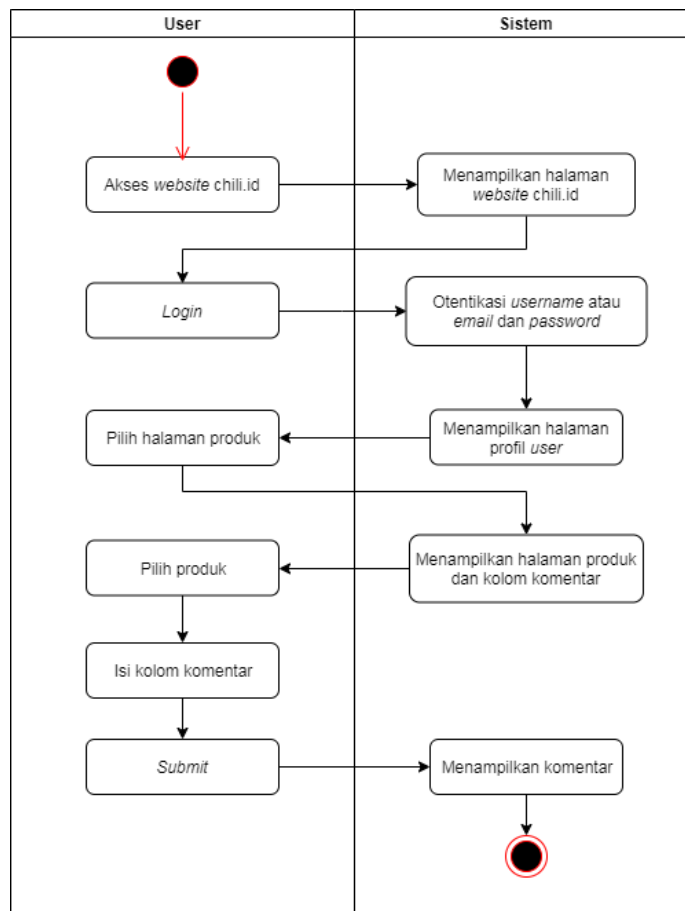 User
Sistem
Akses website chili.id
Menampilkan halaman
website chili.id
Login
Otentikasi username atau
email dan password
Menampilkan halaman
profil user
Pilih halaman produk
Menampilkan halaman produk
dan kolom komentar
Pilih produk
Isi kolom komentar
Submit
Menampilkan komentar